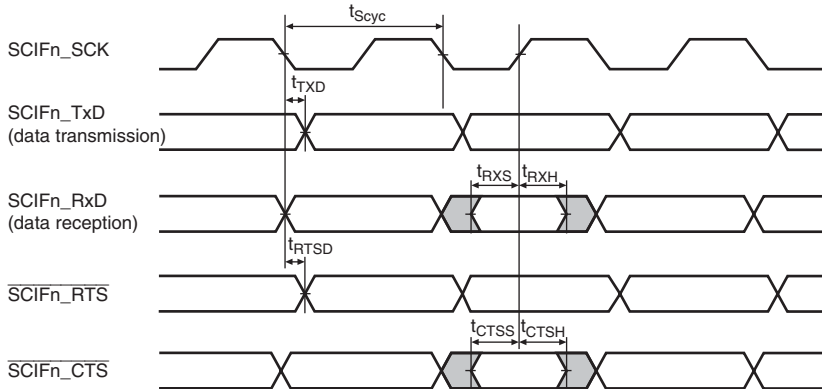 tScyc
SCIFn_SCK
tTXD
SCIFn_TxD
(data transmission)
tRXS tRXH
SCIFn_RxD
(data reception)
tRTSD
SCIFn_RTS
tCTSS tCTSH
SCIFn_CTS